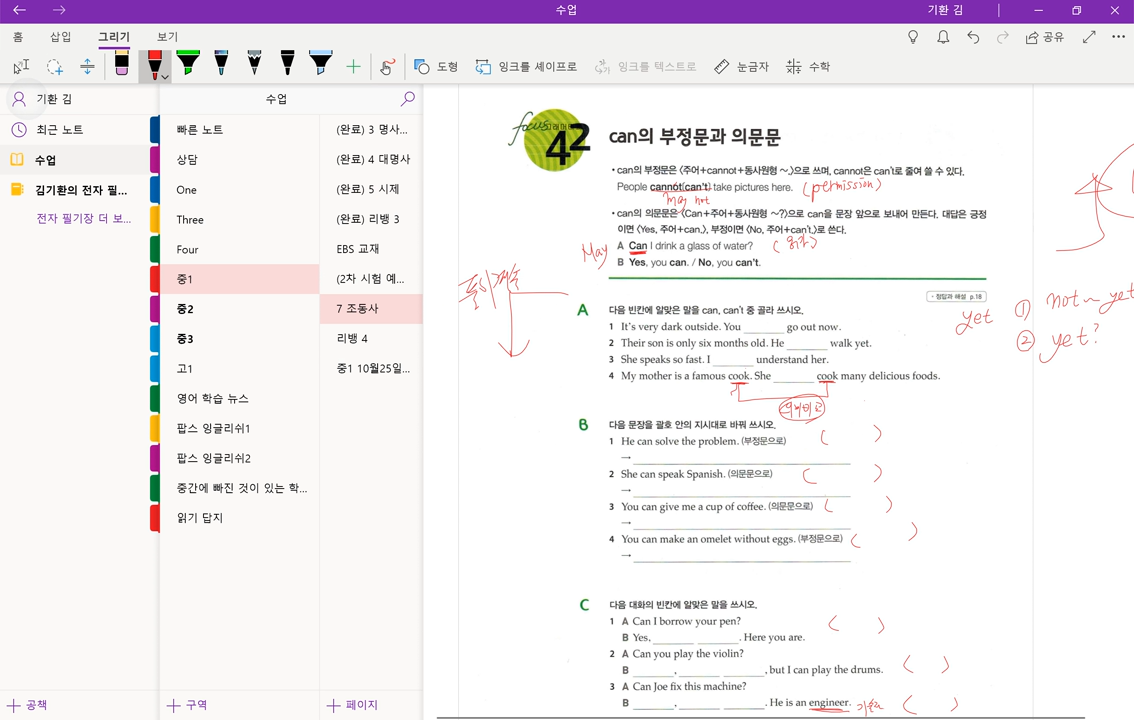 수업
기환 김
홈 삽입 그리기 보기
도형 잉크를 셰이프로 잉크를 텍스트로 눈금자 수학 공유
기환 김
최근 노트
수업
김기환의 전자 필...
전자 필기장 더 보...
공책
수업
빠른 노트
상담
One
Three
Four
중1
중2
중3
고1
영어 학습 뉴스
팝스 잉글리쉬1
팝스 잉글리쉬2
중간에 빠진 것이 있는 학...
읽기 답지
구역
(완료) 3 명사...
(완료) 4 대명사
(완료) 5 시제
(완료) 리뱅 3
EBS 교재
(2차 시험 예...
7 조동사
리뱅 4
중1 10월25일...
페이지
focus
42
can의 부정문과 의문문
• can의 부정문은 〈주어+cannot+동사원형 ~.〉으로 쓰며, cannot은 can't로 줄여 쓸 수 있다.
People cannot(can't) take pictures here. (permission)
may not
• can의 의문문은 〈Can+주어+동사원형 ~?〉으로 can을 문장 앞으로 보내어 만든다. 대답은 긍정
이면 〈Yes, 주어+can.〉, 부정이면 〈No, 주어+can't.〉로 쓴다.
May A Can I drink a glass of water? (허가)
B Yes, you can. / No, you can't.
• 정답과 해설 p.18
A 다음 빈칸에 알맞은 말을 can, can't 중 골라 쓰시오.
1 It's very dark outside. You ______ go out now.
2 Their son is only six months old. He ______ walk yet.
3 She speaks so fast. I ______ understand her.
4 My mother is a famous cook. She ______ cook many delicious foods.
yet ① not ~ yet
② yet?
B 다음 문장을 괄호 안의 지시대로 바꿔 쓰시오.
1 He can solve the problem. (부정문으로) ( )
→ ______
2 She can speak Spanish. (의문문으로) ( )
→ ______
3 You can give me a cup of coffee. (의문문으로) ( )
→ ______
4 You can make an omelet without eggs. (부정문으로) ( )
→ ______
C 다음 대화의 빈칸에 알맞은 말을 쓰시오.
1 A Can I borrow your pen? ( )
B Yes, ______ ______. Here you are.
2 A Can you play the violin?
B ______, ______ ______, but I can play the drums. ( )
3 A Can Joe fix this machine?
B ______, ______ ______. He is an engineer. ( )